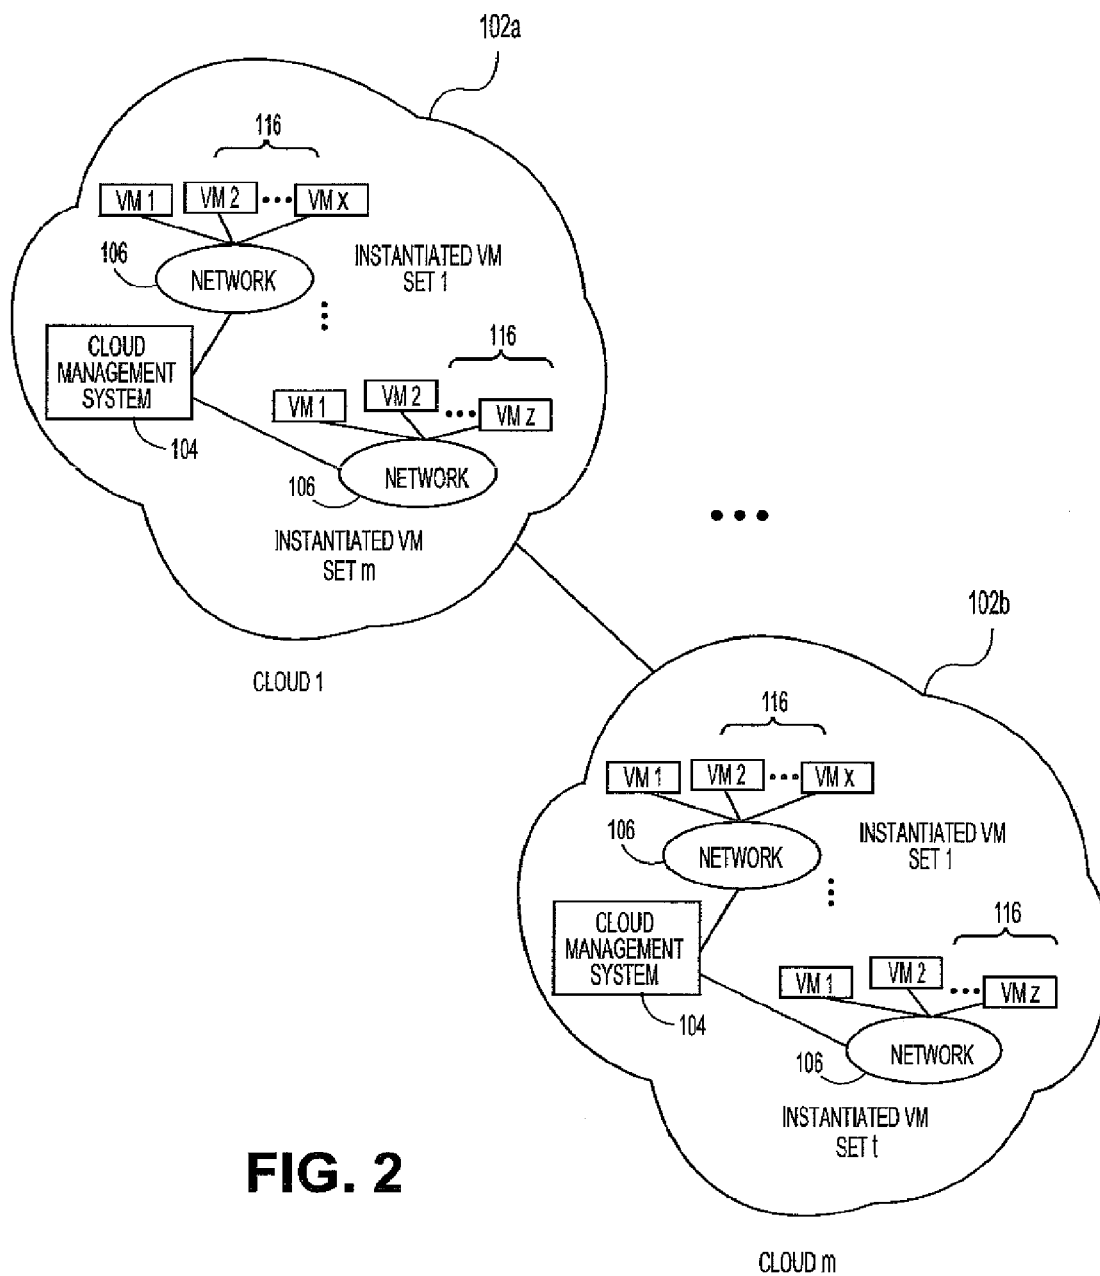 102a
116
VM 1
VM 2
VM X
106
NETWORK
INSTANTIATED VM
SET 1
CLOUD
MANAGEMENT
SYSTEM
104
116
VM 1
VM 2
VM Z
106
NETWORK
INSTANTIATED VM
SET m
CLOUD 1
102b
116
VM 1
VM 2
VM X
106
NETWORK
INSTANTIATED VM
SET 1
CLOUD
MANAGEMENT
SYSTEM
104
116
VM 1
VM 2
VM Z
106
NETWORK
INSTANTIATED VM
SET t
FIG. 2
CLOUD m